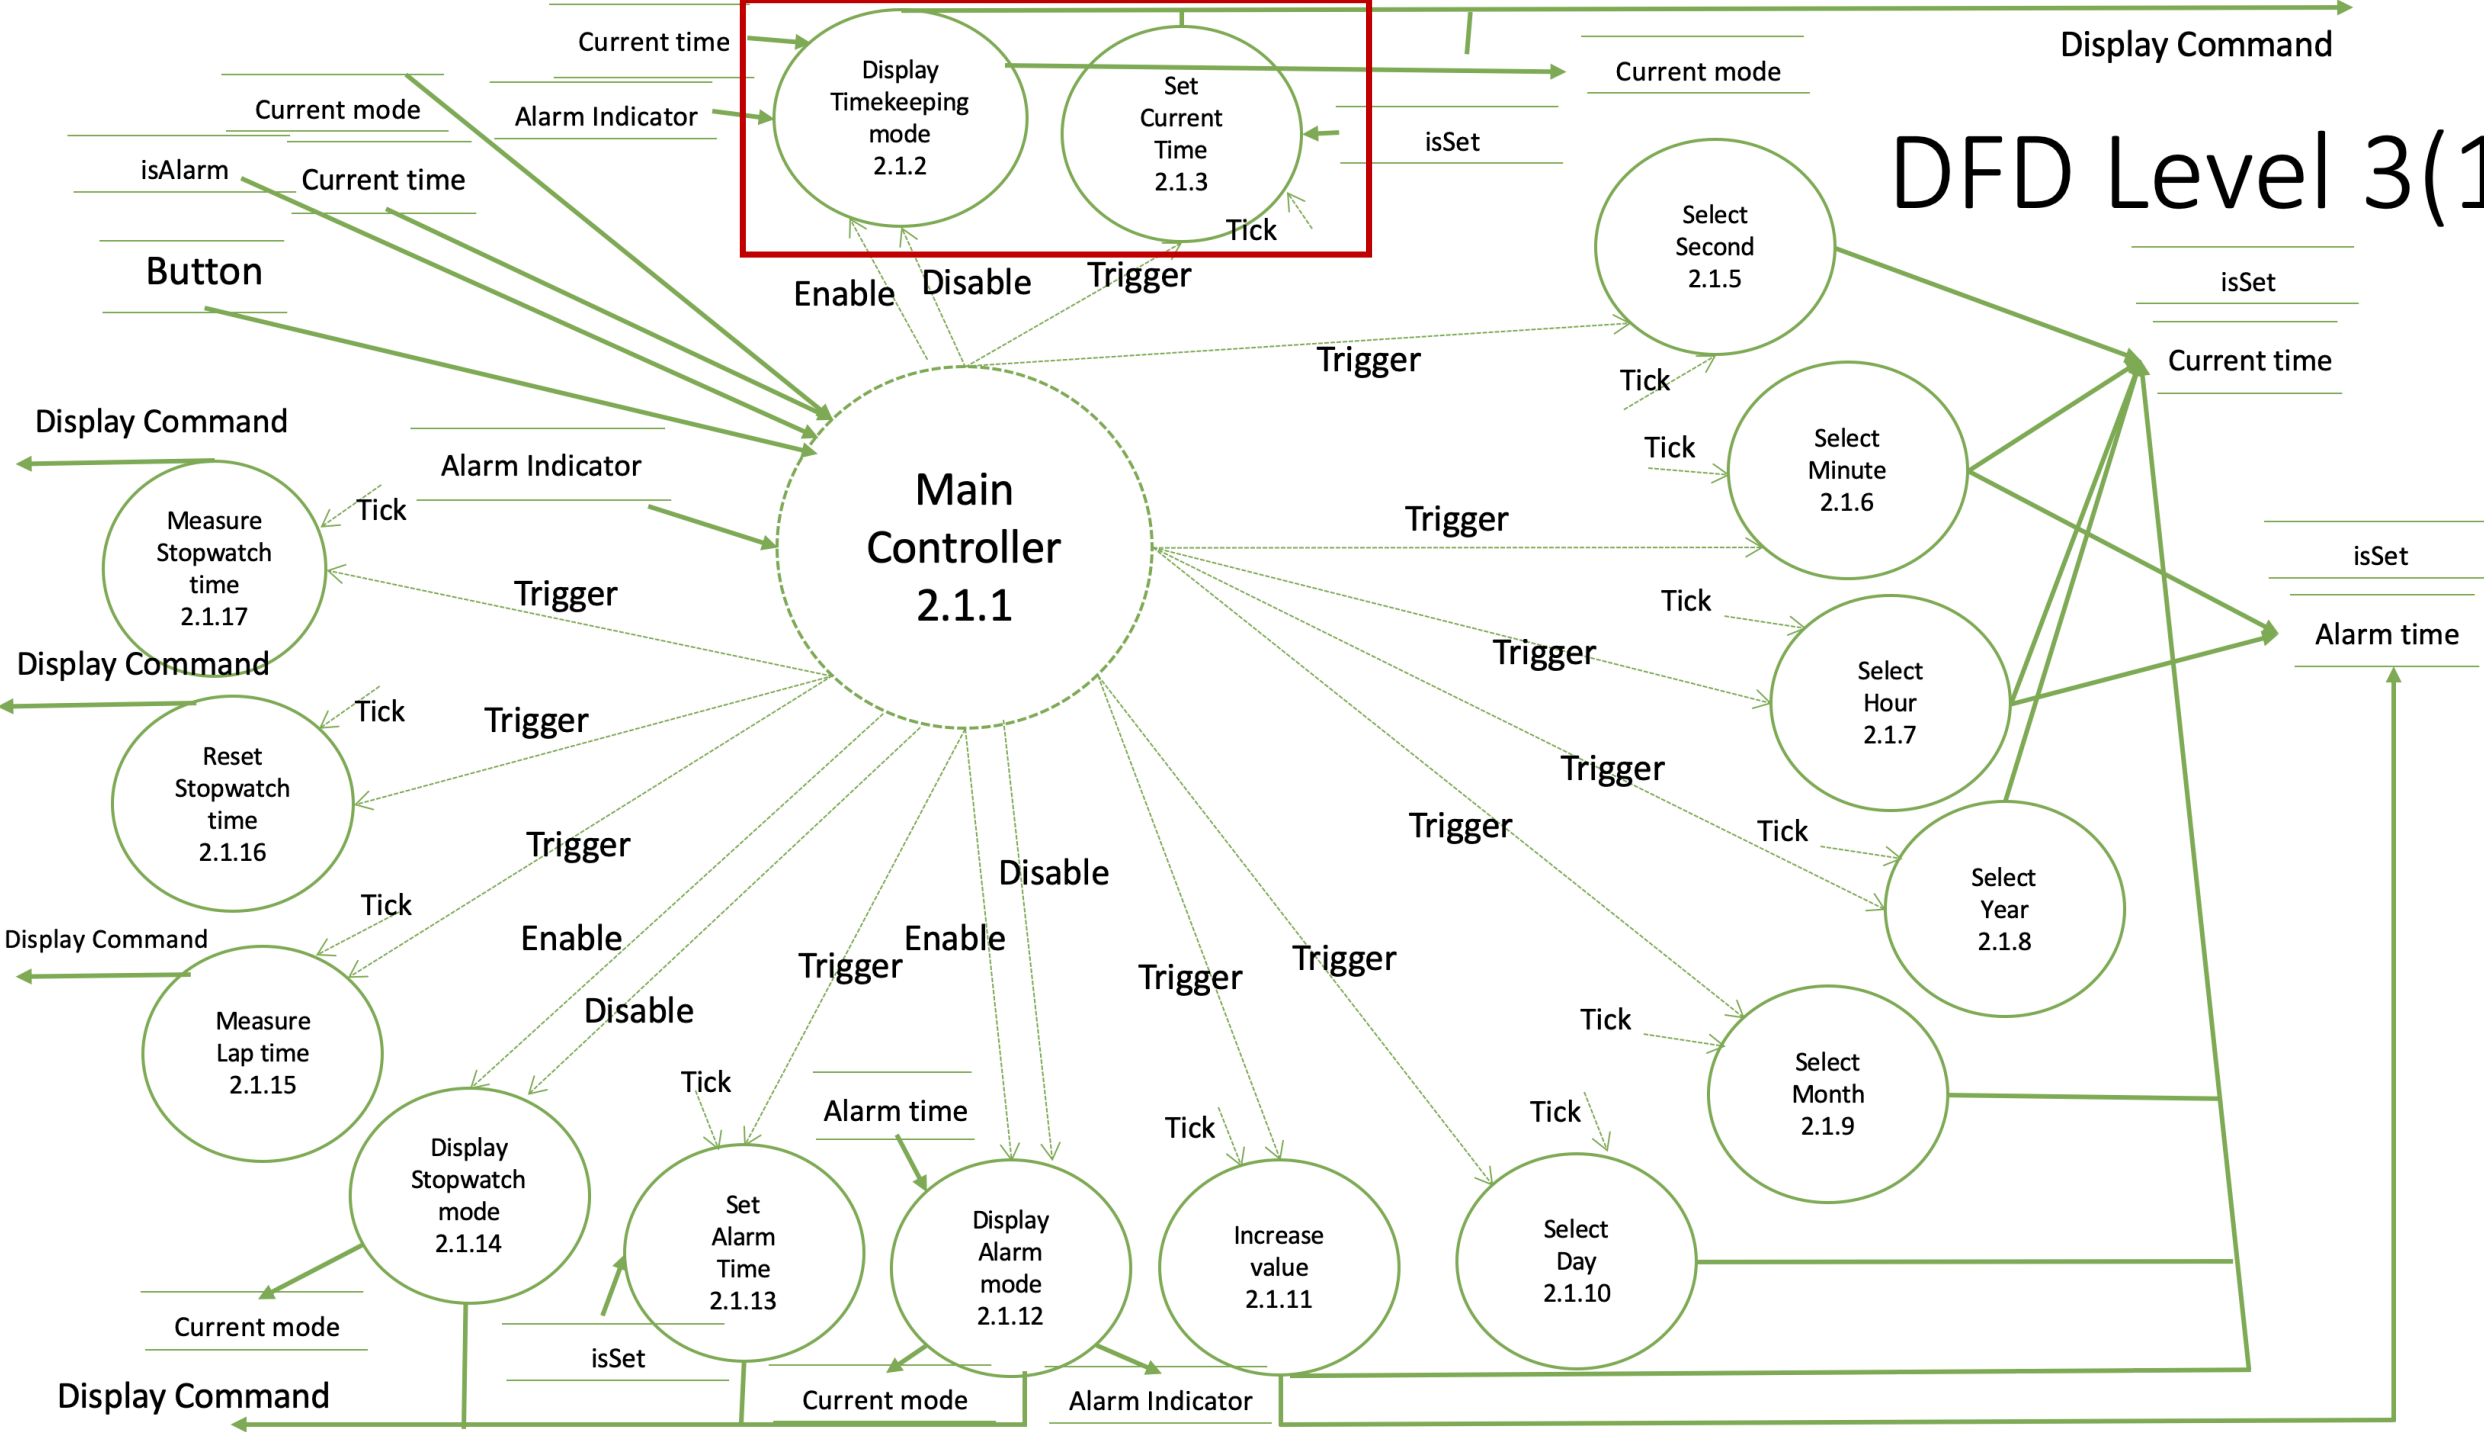 Current time
Display
Timekeeping
mode
2.1.2
Set
Current
Time
2.1.3
Tick
Display Command
Current mode
Current mode
Alarm Indicator
isSet
DFD Level 3(1
isAlarm
Current time
Button
Enable
Disable
Trigger
Select
Second
2.1.5
isSet
Current time
Trigger
Tick
Display Command
Alarm Indicator
Main
Controller
2.1.1
Tick
Select
Minute
2.1.6
Trigger
Measure
Stopwatch
time
2.1.17
Tick
Trigger
isSet
Alarm time
Tick
Trigger
Select
Hour
2.1.7
Display Command
Tick
Trigger
Reset
Stopwatch
time
2.1.16
Trigger
Trigger
Tick
Select
Year
2.1.8
Trigger
Disable
Tick
Display Command
Enable
Trigger
Enable
Trigger
Trigger
Disable
Measure
Lap time
2.1.15
Tick
Select
Month
2.1.9
Tick
Alarm time
Tick
Tick
Display
Stopwatch
mode
2.1.14
Set
Alarm
Time
2.1.13
Display
Alarm
mode
2.1.12
Increase
value
2.1.11
Select
Day
2.1.10
Current mode
isSet
Display Command
Current mode
Alarm Indicator